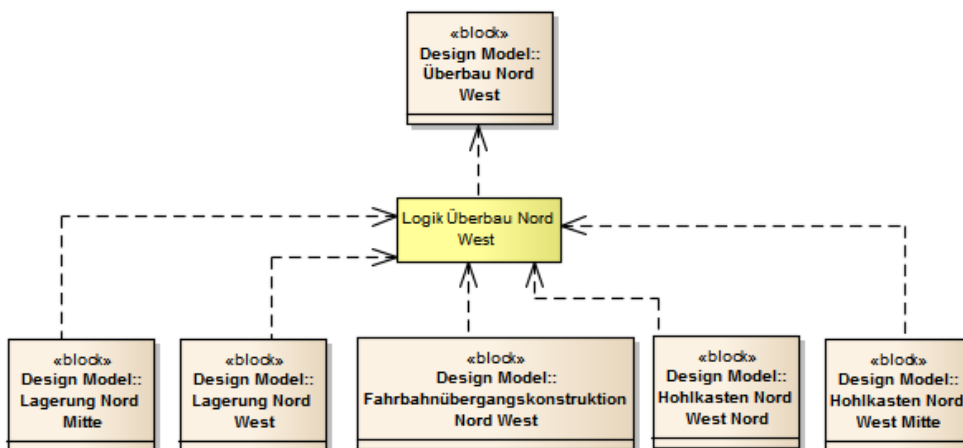 «block»
Design Model::
Überbau Nord
West
Logik Überbau Nord
West
«block»
Design Model::
Lagerung Nord
Mitte
«block»
Design Model::
Lagerung Nord
West
«block»
Design Model::
Fahrbahnübergangskonstruktion
Nord West
«block»
Design Model::
Hohlkasten Nord
West Nord
«block»
Design Model::
Hohlkasten Nord
West Mitte